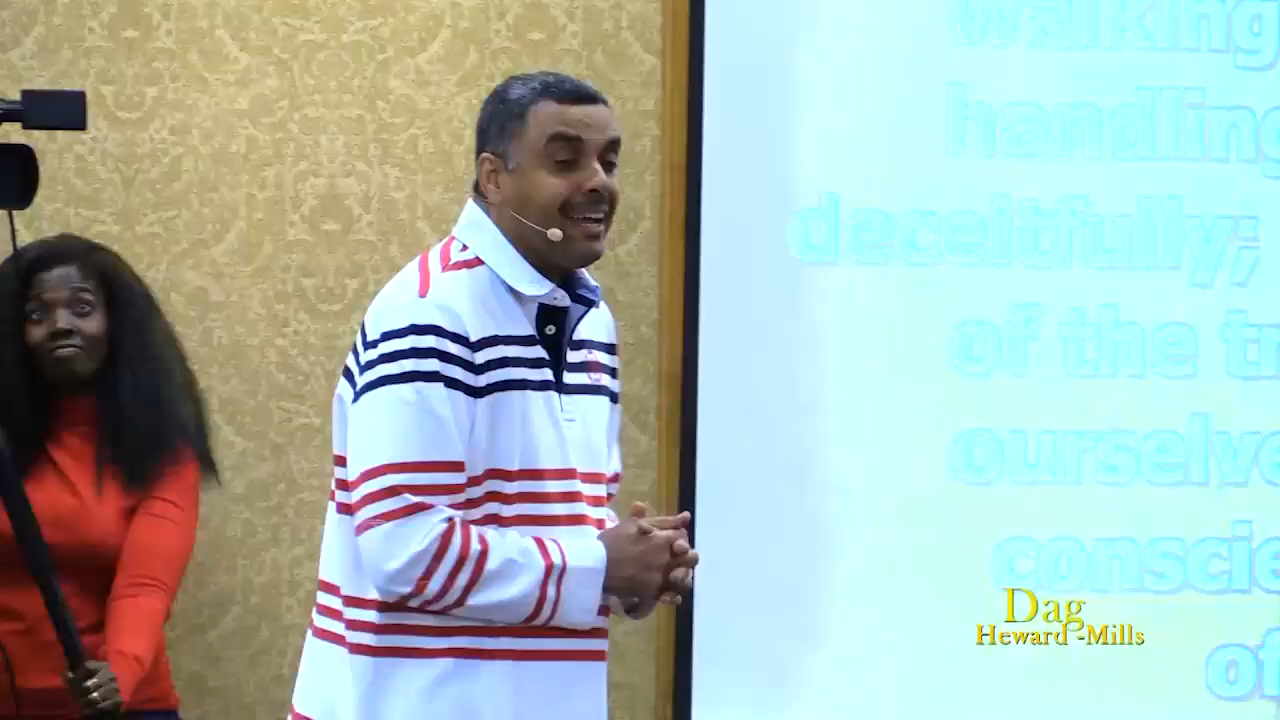 walking
handling
deceitfully;
of the tr
ourselve
conscie
of
Dag
Heward-Mills